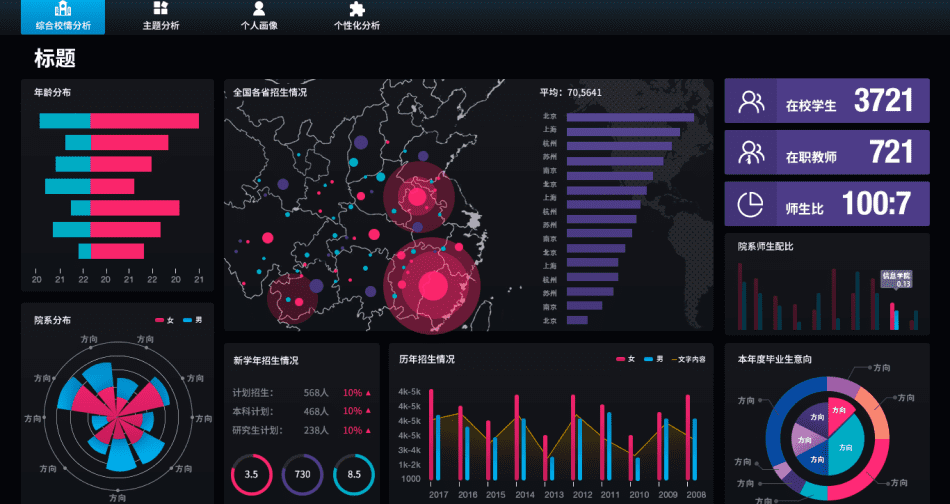 综合校情分析
主题分析
个人画像
个性化分析
标题
年龄分布
20 21 22 22 21 22 20 21
全国各省招生情况
平均：70,5641
北京
上海
杭州
苏州
南京
北京
上海
杭州
苏州
南京
北京
上海
杭州
苏州
南京
北京
在校学生 3721
在职教师 721
师生比 100:7
院系师生配比
信息学院
0.13
院系分布
女 男
方向
方向
方向
方向
方向
方向
方向
方向
方向
新学年招生情况
计划招生： 568人 10% ▲
本科计划： 468人 10% ▲
研究生计划： 238人 10% ▲
3.5 730 8.5
历年招生情况
女 男 文字内容
4k-5k
4k-5k
4k-5k
4k-5k
3k-4k
1k-2k
1000
2017 2016 2015 2014 2013 2012 2011 2010 2009 2008
本年度毕业生意向
方向
方向
方向
方向
方向
方向
方向
方向
方向
方向
方向
方向